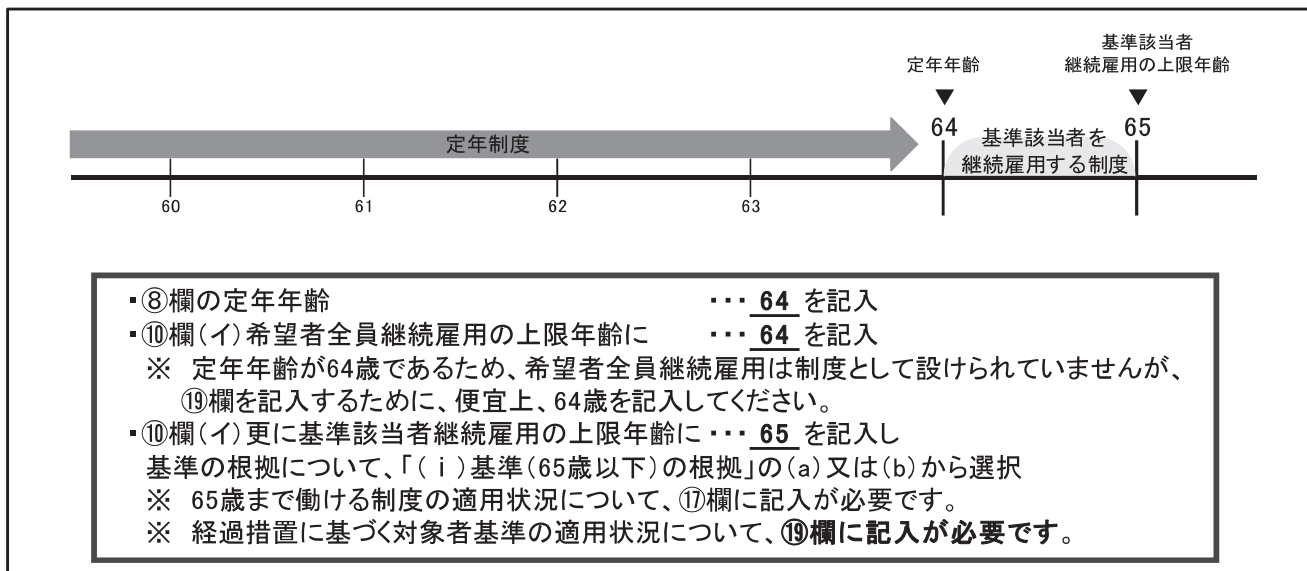 基準該当者
定年年齢 継続雇用の上限年齢
▼ ▼
64 65
定年制度 基準該当者を
継続雇用する制度
60 61 62 63
▪⑧欄の定年年齢 ・・・ 64 を記入
▪⑩欄(イ)希望者全員継続雇用の上限年齢に ・・・ 64 を記入
※ 定年年齢が64歳であるため、希望者全員継続雇用は制度として設けられていませんが、
⑲欄を記入するために、便宜上、64歳を記入してください。
▪⑩欄(イ)更に基準該当者継続雇用の上限年齢に ・・・ 65 を記入し
基準の根拠について、「(ⅰ)基準(65歳以下)の根拠」の(a)又は(b)から選択
※ 65歳まで働ける制度の適用状況について、⑰欄に記入が必要です。
※ 経過措置に基づく対象者基準の適用状況について、⑲欄に記入が必要です。